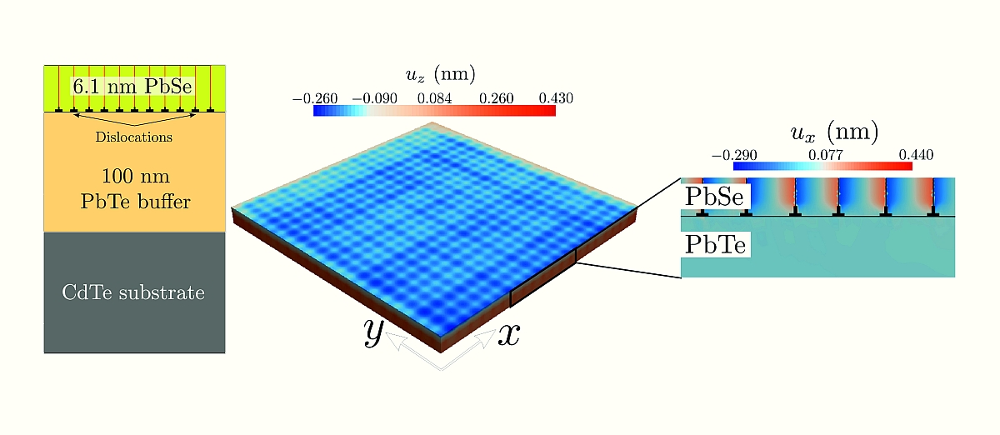 6.1 nm PbSe
Dislocations
100 nm
PbTe buffer
CdTe substrate
u_z (nm)
−0.260 −0.090 0.084 0.260 0.430
y
x
u_x (nm)
−0.290 0.077 0.440
PbSe
PbTe